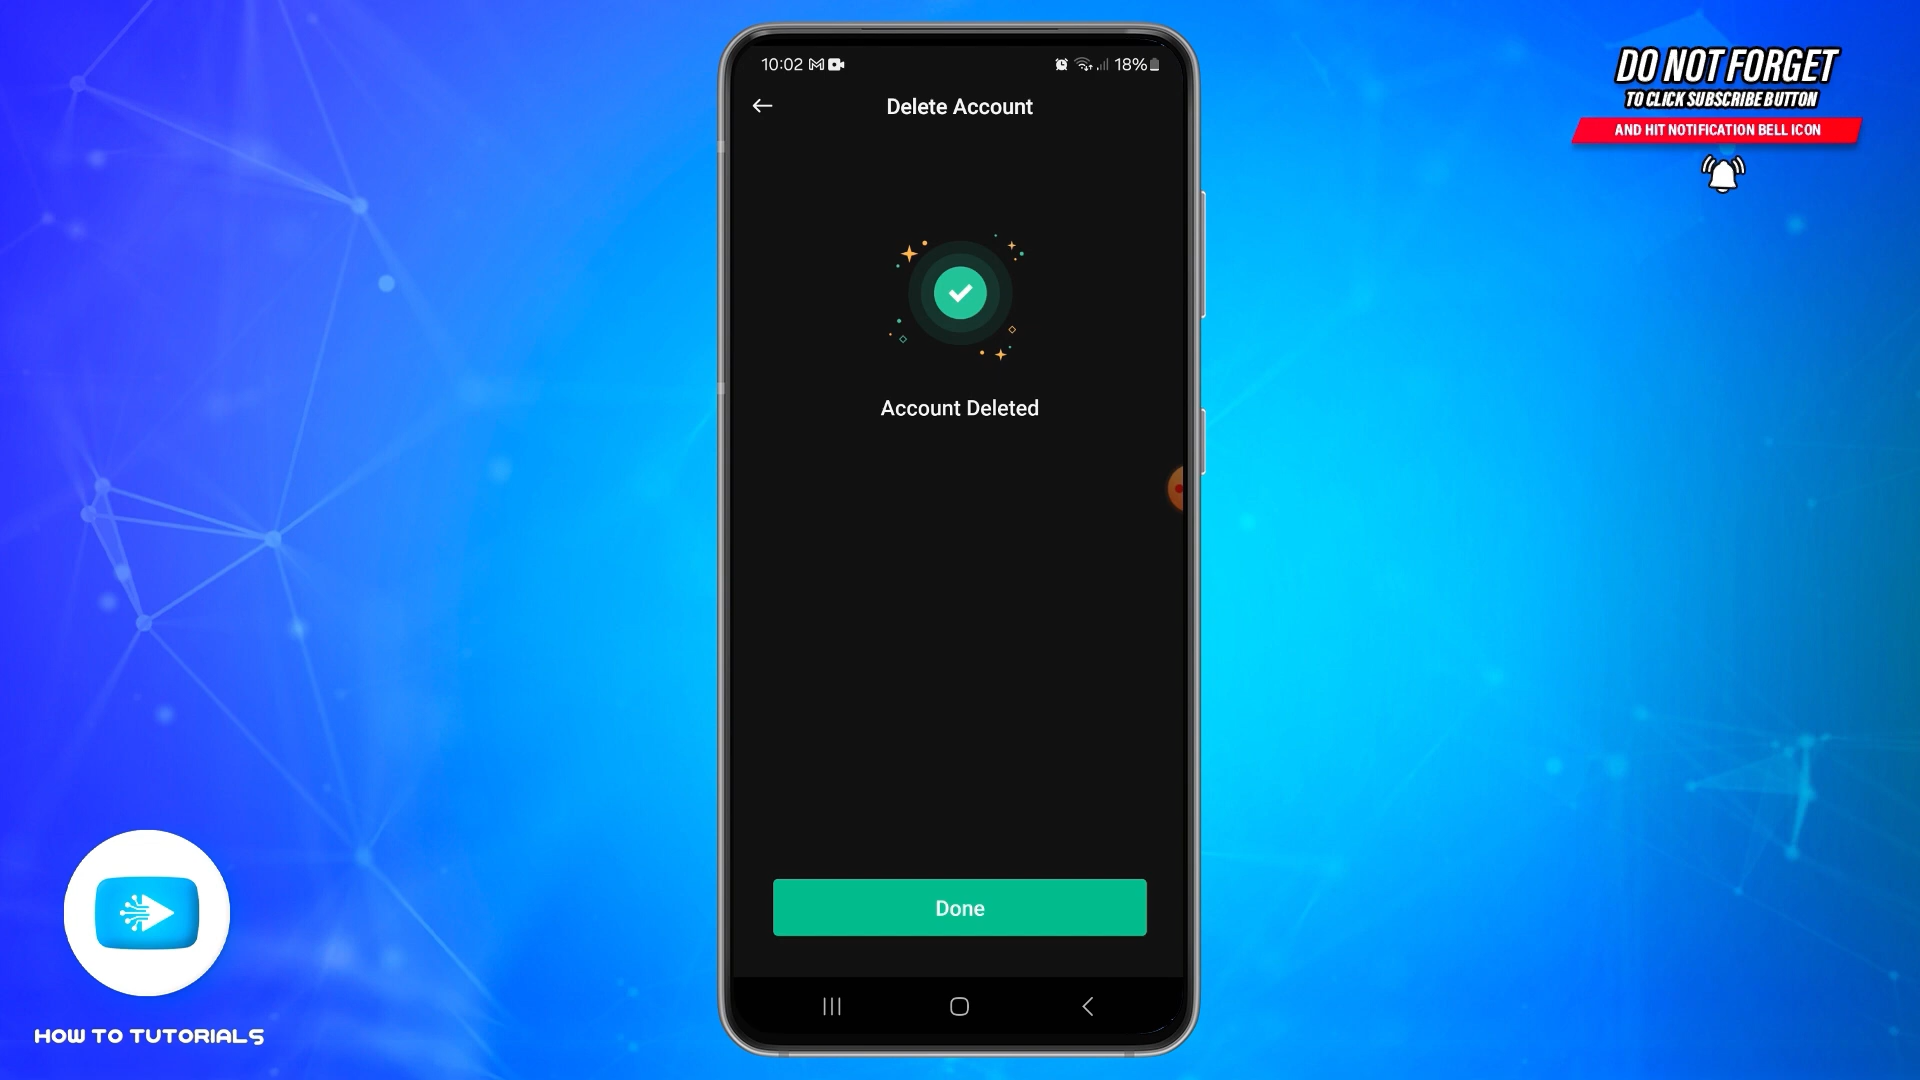 10:02
18%
Delete Account
Account Deleted
Done
DO NOT FORGET
TO CLICK SUBSCRIBE BUTTON
AND HIT NOTIFICATION BELL ICON
HOW TO TUTORIALS